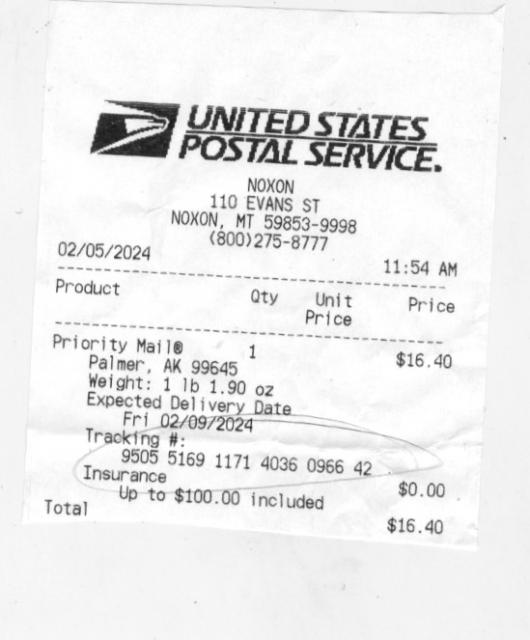 UNITED STATES
POSTAL SERVICE.
NOXON
110 EVANS ST
NOXON, MT 59853-9998
(800)275-8777
02/05/2024 11:54 AM
Product Qty Unit Price
Price
Priority Mail® 1 $16.40
Palmer, AK 99645
Weight: 1 lb 1.90 oz
Expected Delivery Date
Fri 02/09/2024
Tracking #:
9505 5169 1171 4036 0966 42
Insurance $0.00
Up to $100.00 included
Total $16.40